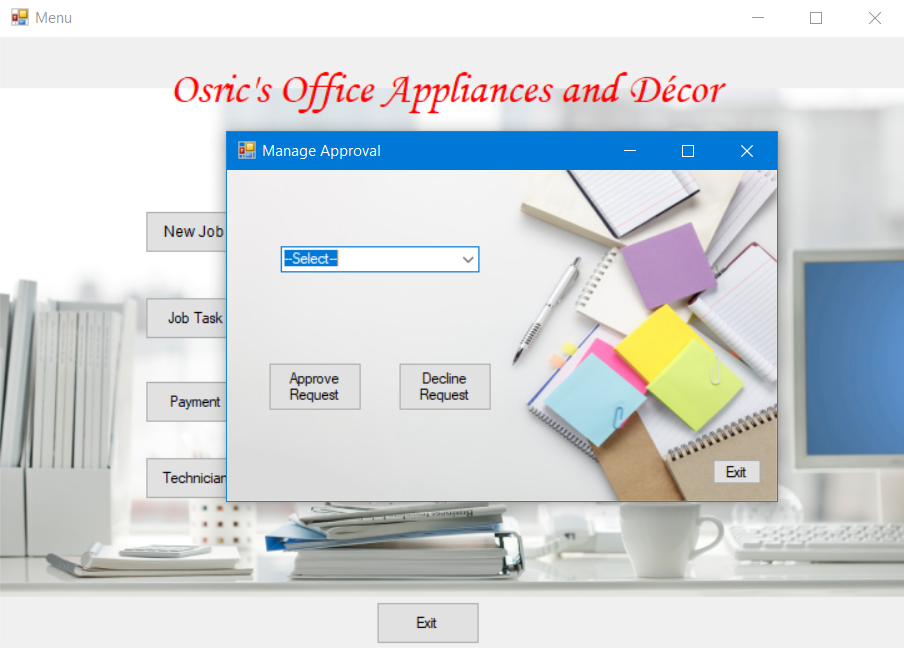 Menu
Osric's Office Appliances and Décor
Manage Approval
New Job
--Select--
Job Task
Approve
Request
Decline
Request
Payment
Technician
Exit
Exit